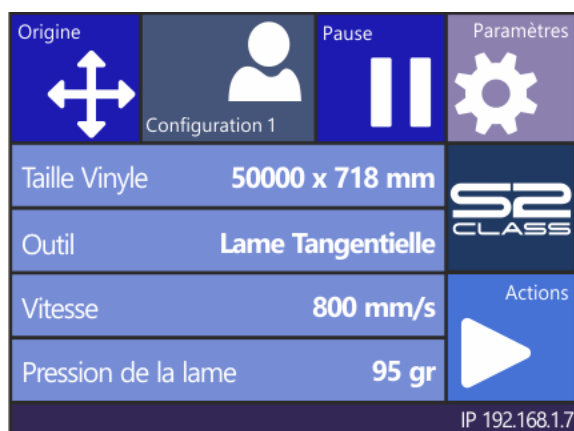 Origine
Configuration 1
Pause
Paramètres
Taille Vinyle 50000 x 718 mm
S2
CLASS
Outil Lame Tangentielle
Vitesse 800 mm/s
Actions
Pression de la lame 95 gr
IP 192.168.1.7